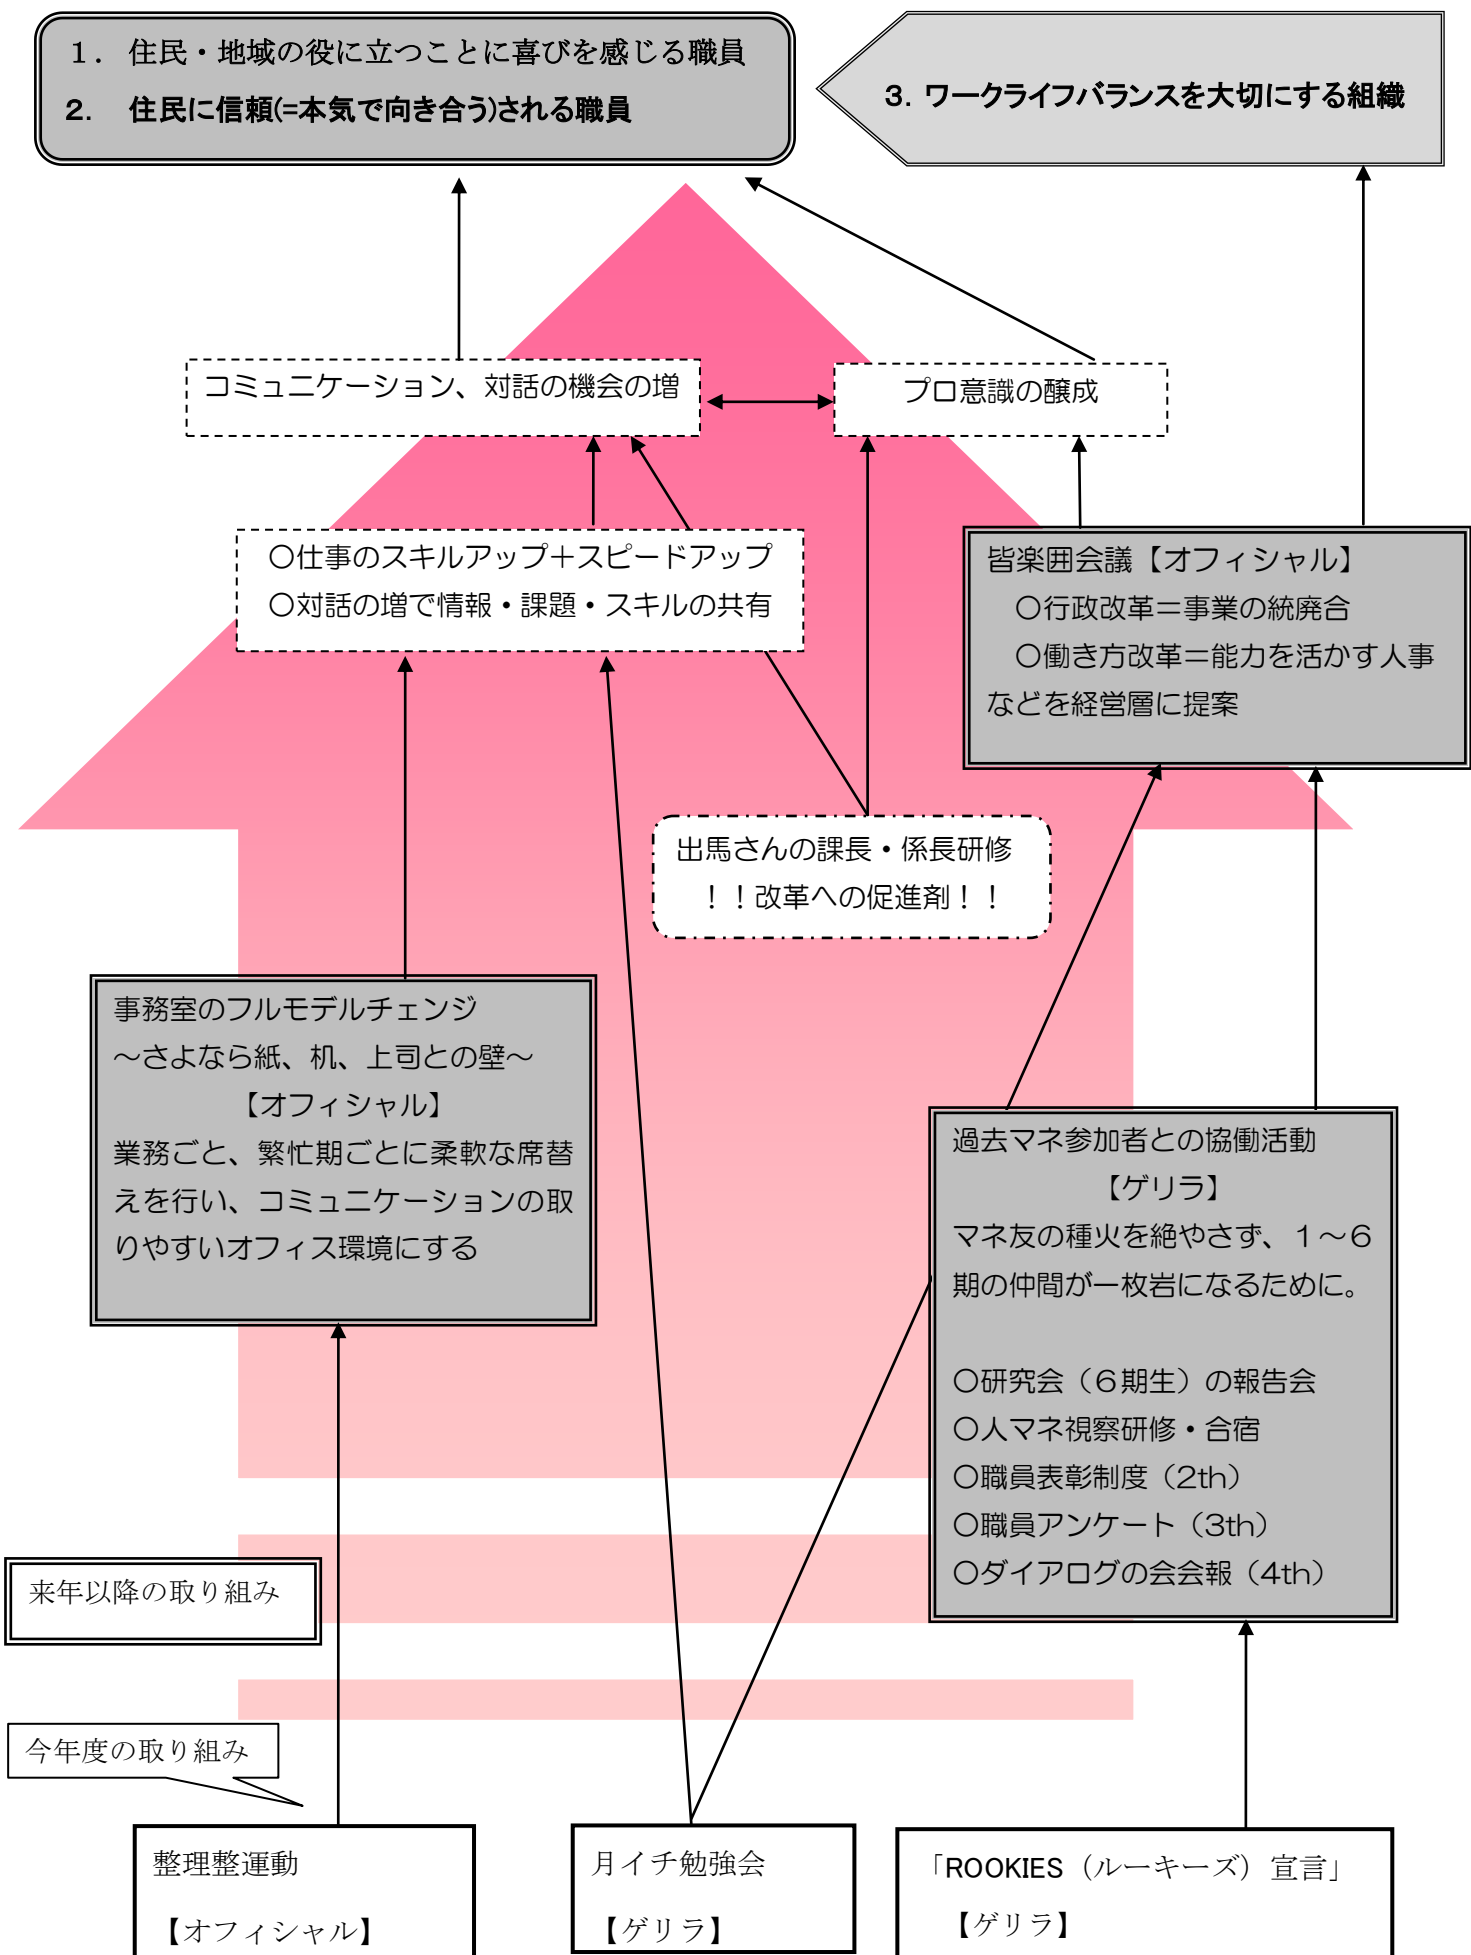 １．住民・地域の役に立つことに喜びを感じる職員
２．　住民に信頼(=本気で向き合う)される職員
３．ワークライフバランスを大切にする組織
コミュニケーション、対話の機会の増
プロ意識の醸成
〇仕事のスキルアップ＋スピードアップ
〇対話の増で情報・課題・スキルの共有
皆楽囲会議【オフィシャル】
〇行政改革＝事業の統廃合
〇働き方改革＝能力を活かす人事
などを経営層に提案
出馬さんの課長・係長研修
！！改革への促進剤！！
事務室のフルモデルチェンジ
～さよなら紙、机、上司との壁～
【オフィシャル】
業務ごと、繁忙期ごとに柔軟な席替
えを行い、コミュニケーションの取
りやすいオフィス環境にする
過去マネ参加者との協働活動
【ゲリラ】
マネ友の種火を絶やさず、１～６
期の仲間が一枚岩になるために。
〇研究会（６期生）の報告会
〇人マネ視察研修・合宿
〇職員表彰制度（2th）
〇職員アンケート（3th）
〇ダイアログの会会報（4th）
来年以降の取り組み
今年度の取り組み
整理整運動
【オフィシャル】
月イチ勉強会
【ゲリラ】
「ROOKIES（ルーキーズ）宣言」
【ゲリラ】